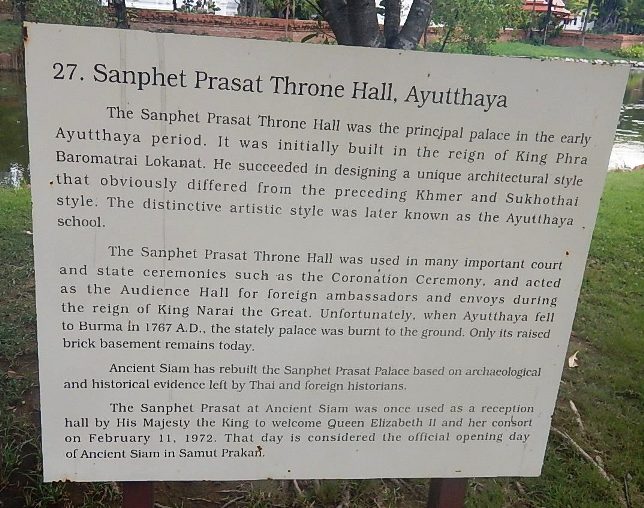 27. Sanphet Prasat Throne Hall, Ayutthaya
The Sanphet Prasat Throne Hall was the principal palace in the early
Ayutthaya period. It was initially built in the reign of King Phra
Baromatrai Lokanat. He succeeded in designing a unique architectural style
that obviously differed from the preceding Khmer and Sukhothai
style. The distinctive artistic style was later known as the Ayutthaya
school.
The Sanphet Prasat Throne Hall was used in many important court
and state ceremonies such as the Coronation Ceremony, and acted
as the Audience Hall for foreign ambassadors and envoys during
the reign of King Narai the Great. Unfortunately, when Ayutthaya fell
to Burma in 1767 A.D., the stately palace was burnt to the ground. Only its raised
brick basement remains today.
Ancient Siam has rebuilt the Sanphet Prasat Palace based on archaeological
and historical evidence left by Thai and foreign historians.
The Sanphet Prasat at Ancient Siam was once used as a reception
hall by His Majesty the King to welcome Queen Elizabeth II and her consort
on February 11, 1972. That day is considered the official opening day
of Ancient Siam in Samut Prakan.